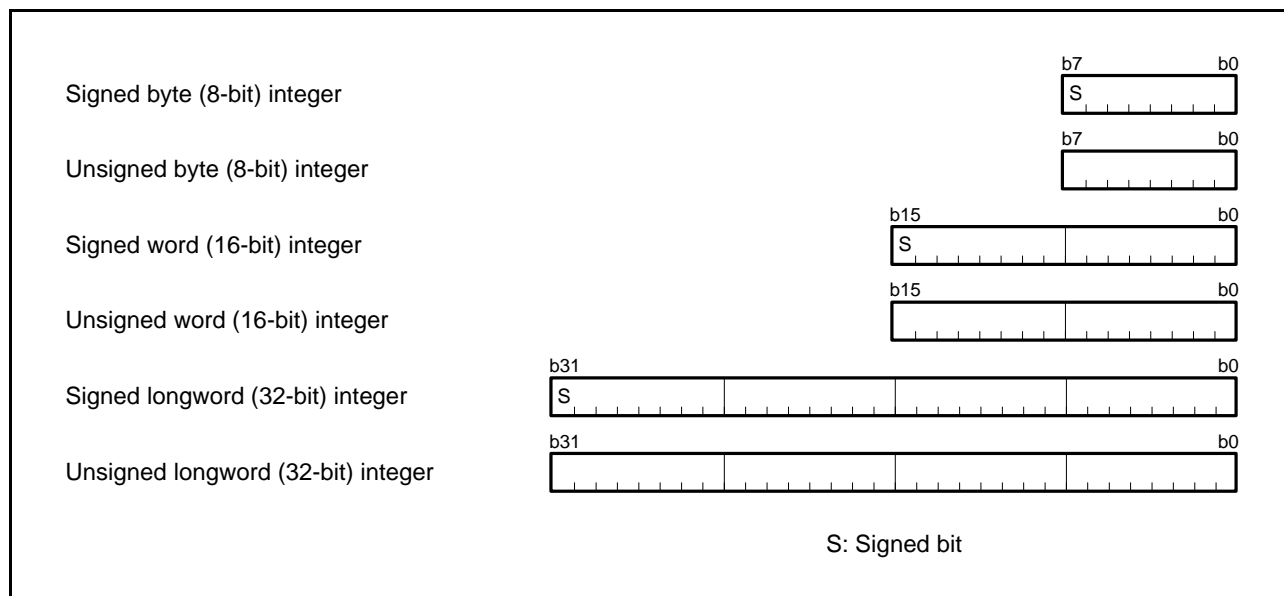 b7 b0
Signed byte (8-bit) integer
S
b7 b0
Unsigned byte (8-bit) integer
b15 b0
Signed word (16-bit) integer
S
b15 b0
Unsigned word (16-bit) integer
b31 b0
Signed longword (32-bit) integer
S
b31 b0
Unsigned longword (32-bit) integer
S: Signed bit